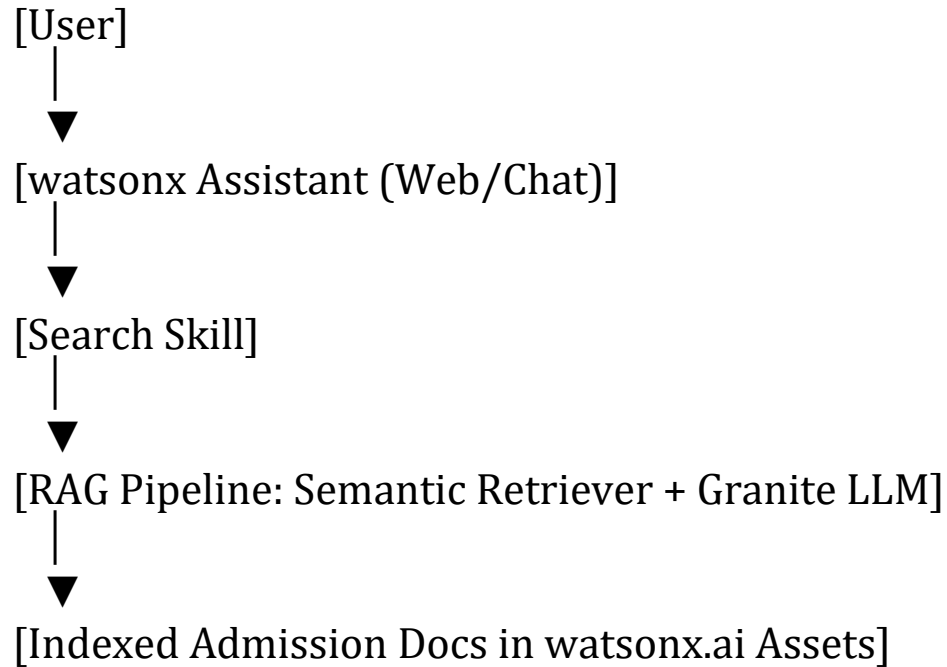 [User]
[watsonx Assistant (Web/Chat)]
[Search Skill]
[RAG Pipeline: Semantic Retriever + Granite LLM]
[Indexed Admission Docs in watsonx.ai Assets]